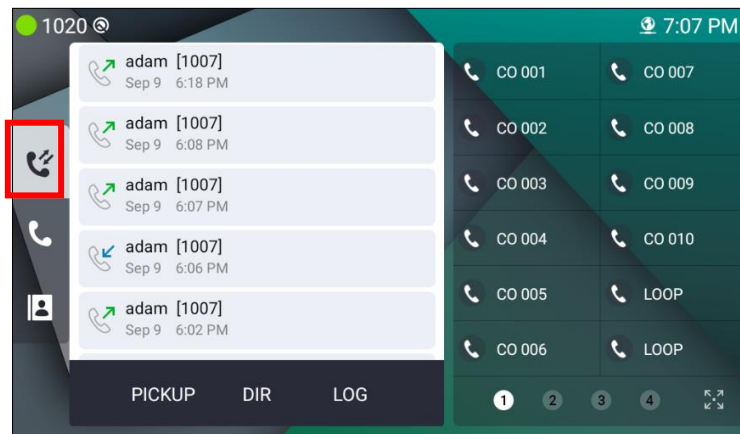 1020 7:07 PM
adam [1007]
Sep 9 6:18 PM
adam [1007]
Sep 9 6:08 PM
adam [1007]
Sep 9 6:07 PM
adam [1007]
Sep 9 6:06 PM
adam [1007]
Sep 9 6:02 PM
PICKUP DIR LOG
CO 001 CO 007
CO 002 CO 008
CO 003 CO 009
CO 004 CO 010
CO 005 LOOP
CO 006 LOOP
1 2 3 4